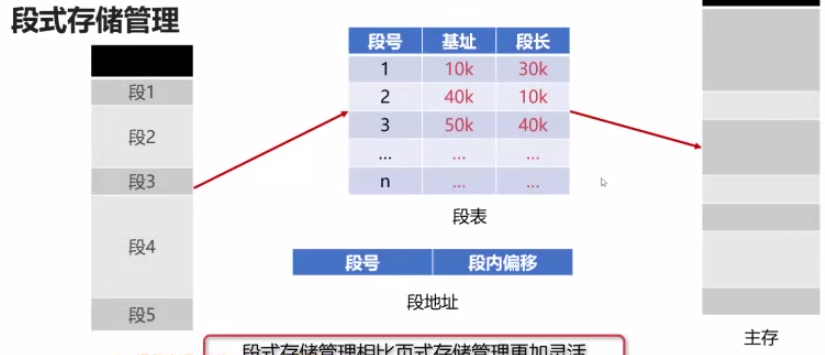 段式存储管理
段号 基址 段长
1 10k 30k
2 40k 10k
3 50k 40k
... ... ...
n ... ...
段表
段1
段2
段3
段4
段5
段号 段内偏移
段地址
主存
段式存储管理相比页式存储管理更加灵活